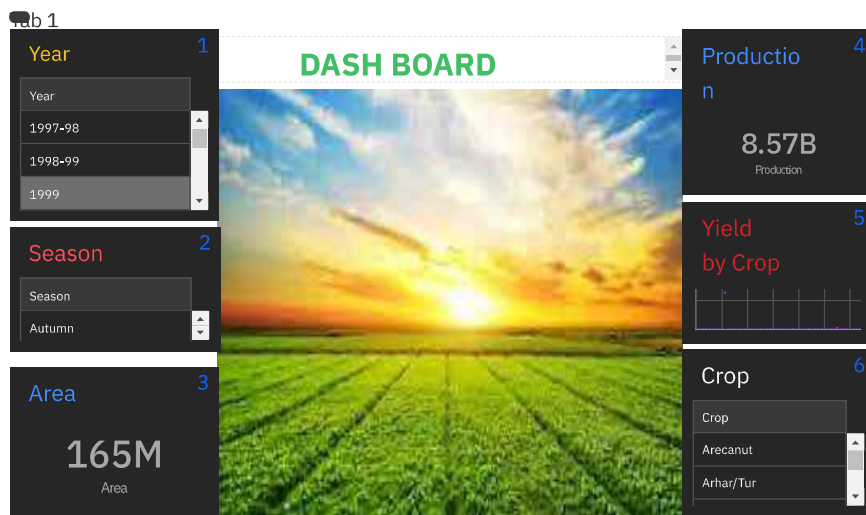 Tab 1
1
Year
Year
1997-98
1998-99
1999
2
Season
Season
Autumn
3
Area
165M
Area
DASH BOARD
4
Productio
n
8.57B
Production
5
Yield
by Crop
6
Crop
Crop
Arecanut
Arhar/Tur